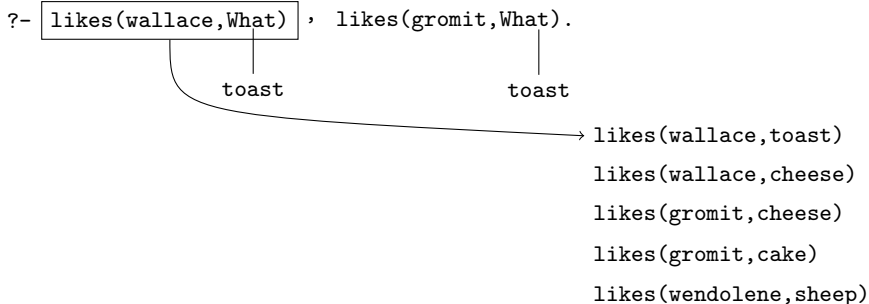 ?- likes(wallace,What) , likes(gromit,What).
toast toast
likes(wallace,toast)
likes(wallace,cheese)
likes(gromit,cheese)
likes(gromit,cake)
likes(wendolene,sheep)